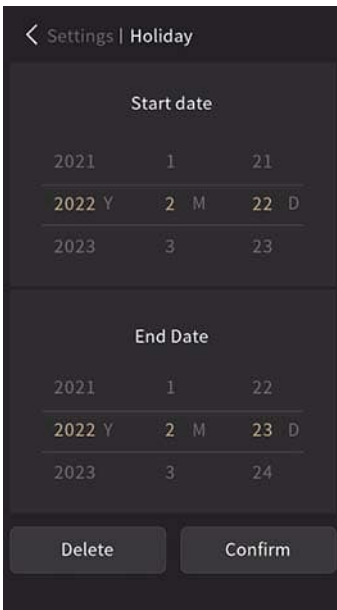 Settings | Holiday
Start date
2021 1 21
2022 Y 2 M 22 D
2023 3 23
End Date
2021 1 22
2022 Y 2 M 23 D
2023 3 24
Delete Confirm